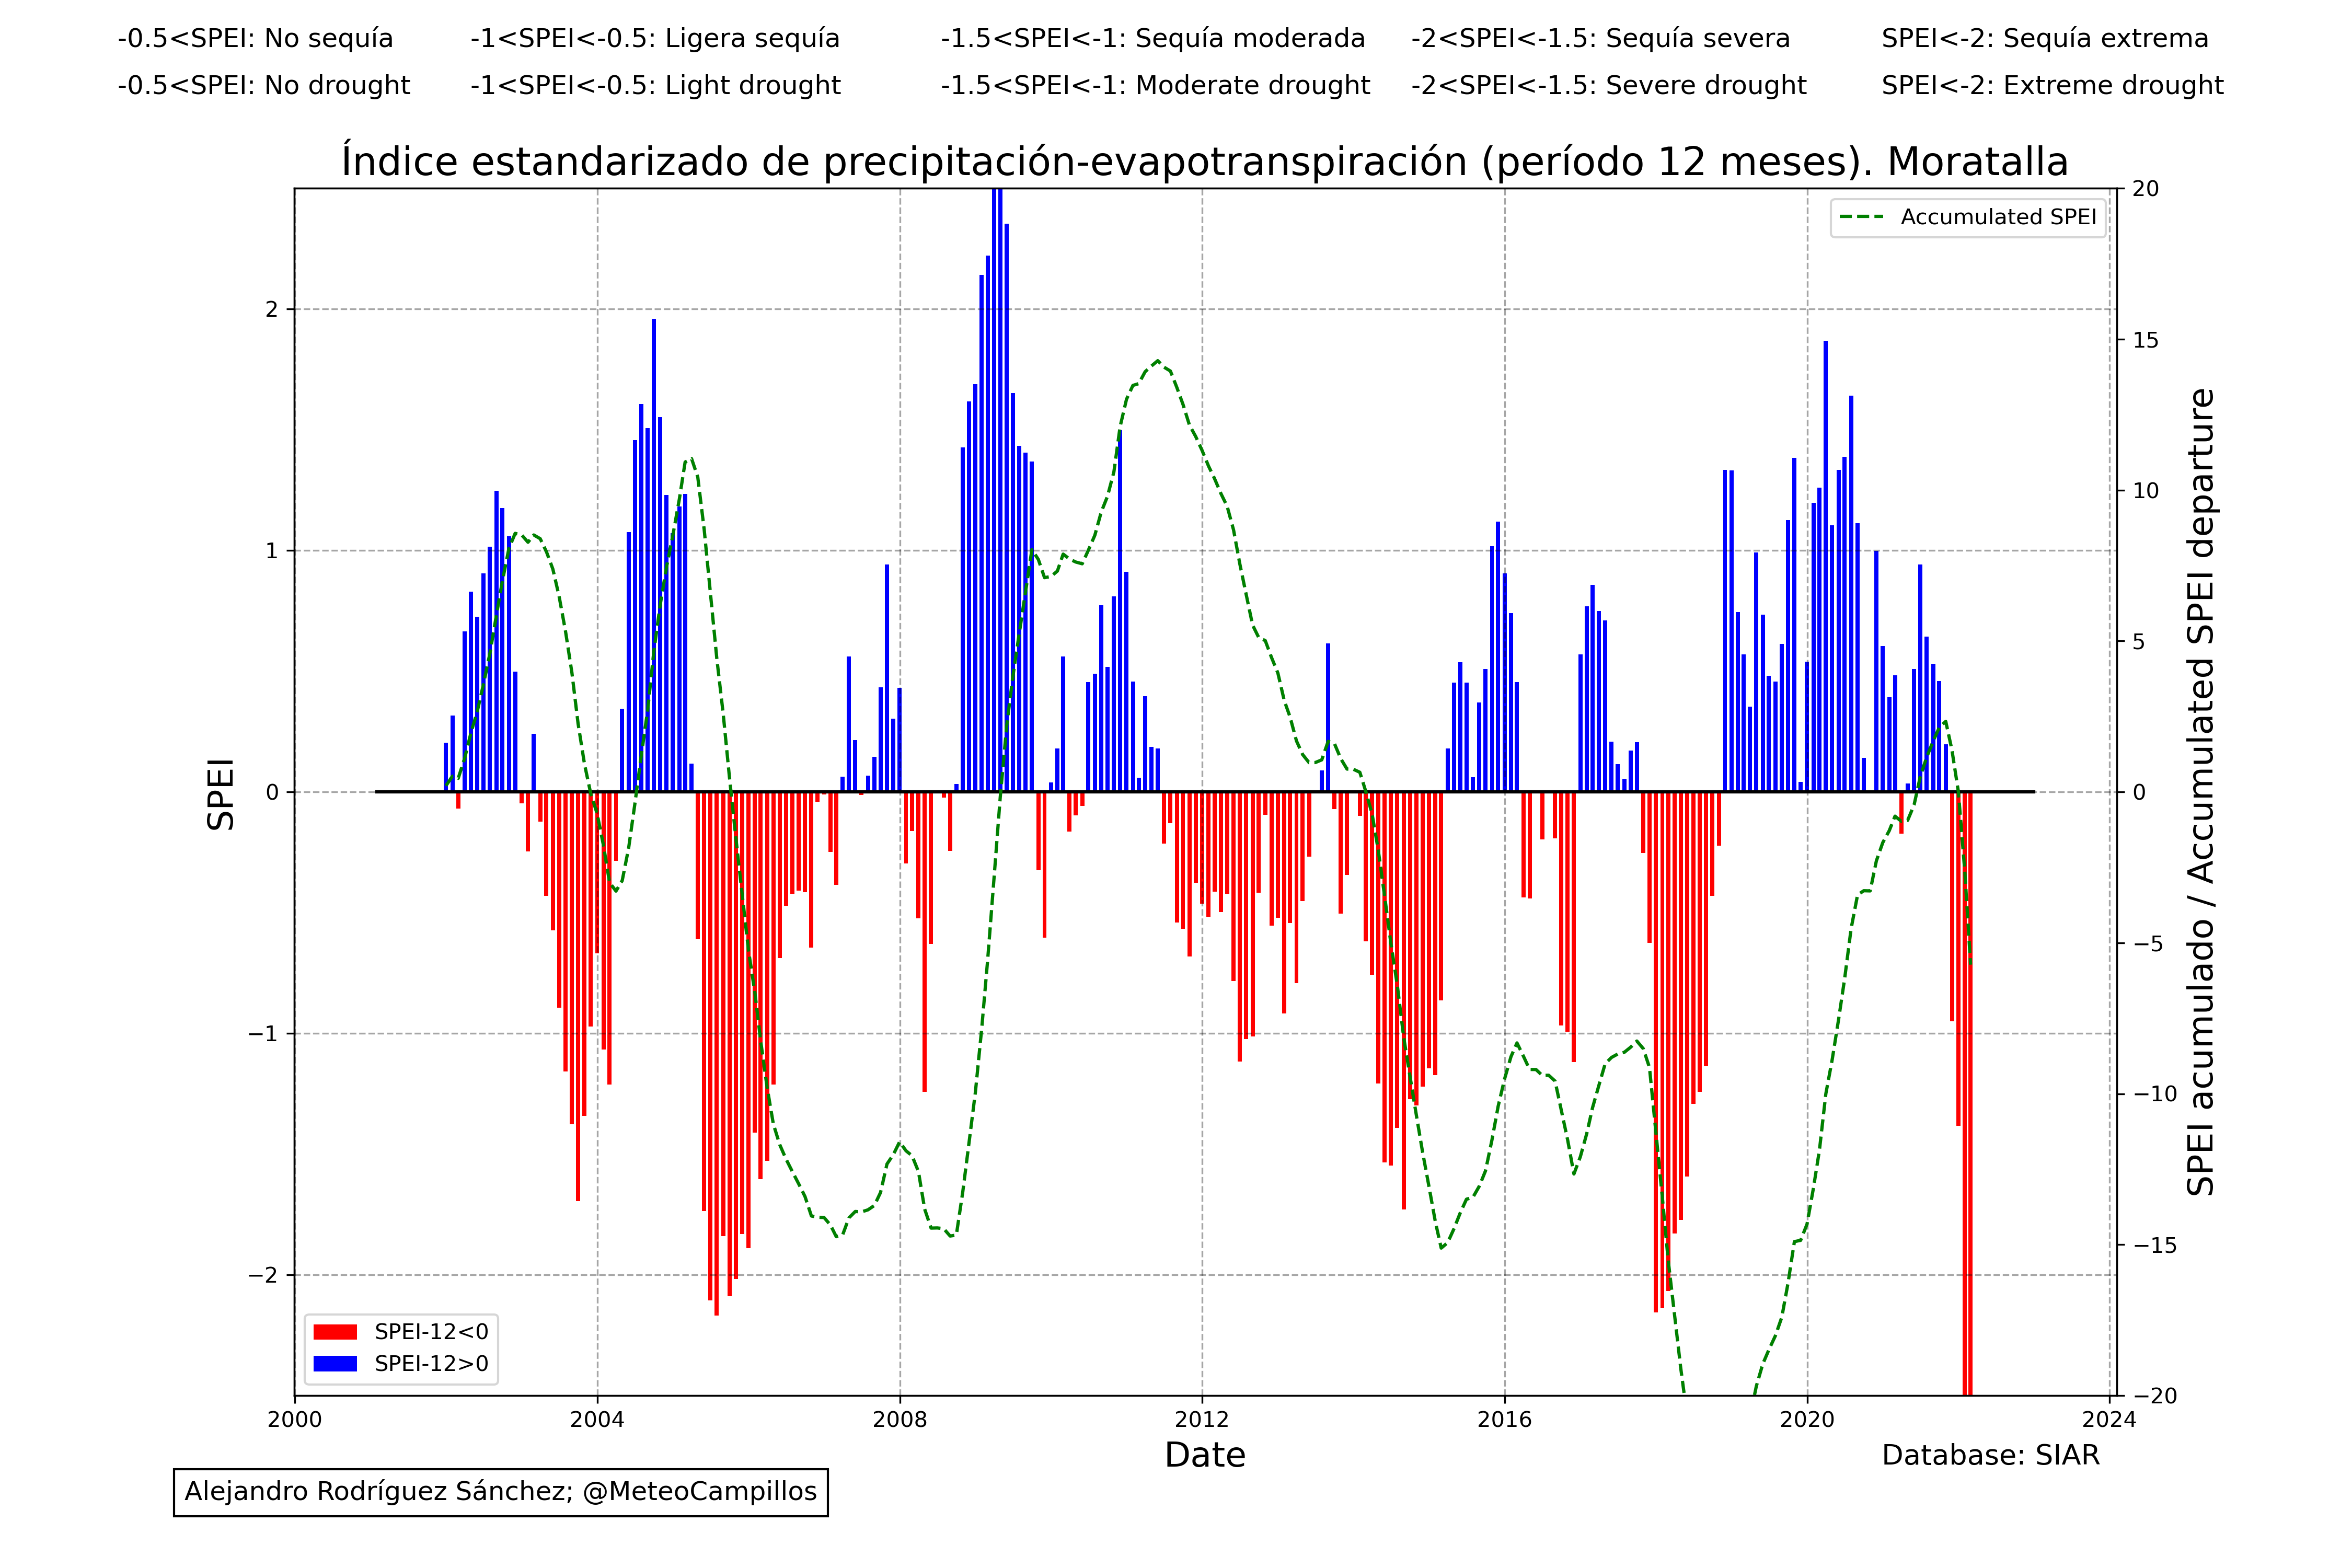 -0.5<SPEI: No sequía -1<SPEI<-0.5: Ligera sequía -1.5<SPEI<-1: Sequía moderada -2<SPEI<-1.5: Sequía severa SPEI<-2: Sequía extrema
-0.5<SPEI: No drought -1<SPEI<-0.5: Light drought -1.5<SPEI<-1: Moderate drought -2<SPEI<-1.5: Severe drought SPEI<-2: Extreme drought
Índice estandarizado de precipitación-evapotranspiración (período 12 meses). Moratalla
Accumulated SPEI
2
1
0
−1
−2
SPEI
20
15
10
5
0
−5
−10
−15
−20
SPEI acumulado / Accumulated SPEI departure
SPEI-12<0
SPEI-12>0
2000 2004 2008 2012 2016 2020 2024
Date
Database: SIAR
Alejandro Rodríguez Sánchez; @MeteoCampillos